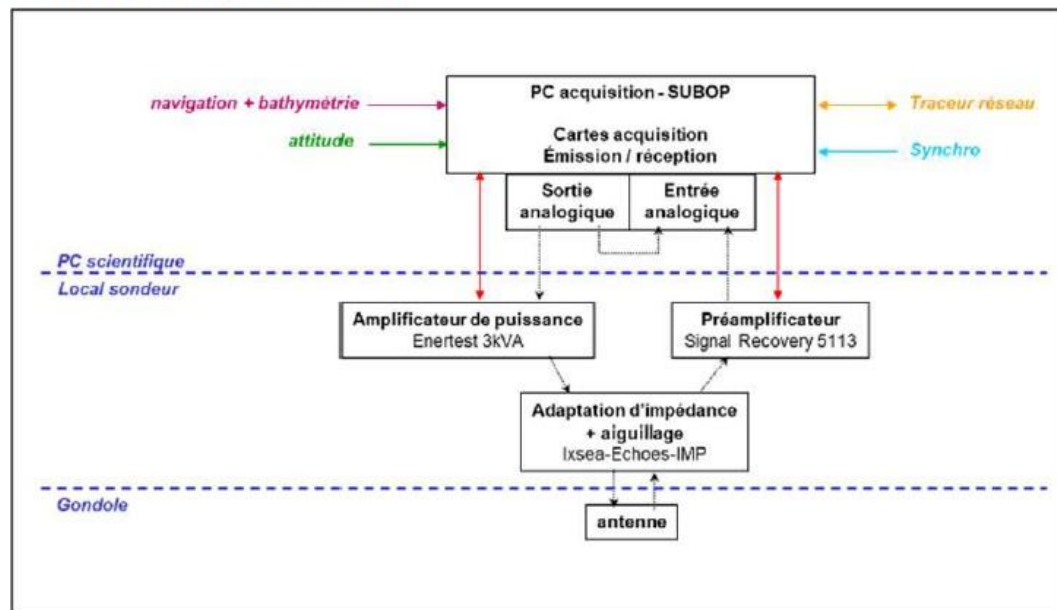 PC acquisition - SUBOP
navigation + bathymétrie
Traceur réseau
attitude
Cartes acquisition
Émission / réception
Synchro
Sortie
analogique
Entrée
analogique
PC scientifique
Local sondeur
Amplificateur de puissance
Enertest 3kVA
Préamplificateur
Signal Recovery 5113
Adaptation d'impédance
+ aiguillage
Ixsea-Echoes-IMP
Gondole
antenne